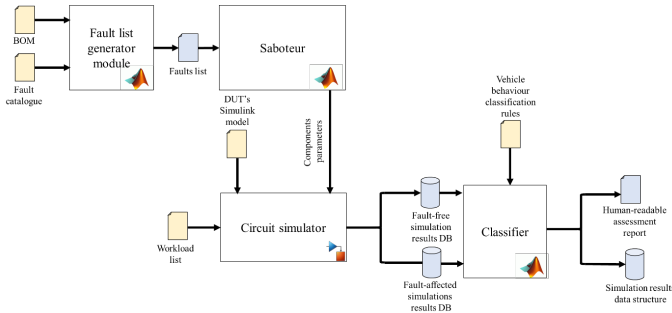 BOM
Fault
catalogue
Fault list
generator
module
Faults list
Saboteur
DUT's
Simulink
model
Components
parameters
Workload
list
Circuit simulator
Fault-free
simulation
results DB
Fault-affected
simulations
results DB
Vehicle
behaviour
classification
rules
Classifier
Human-readable
assessment
report
Simulation results
data structure